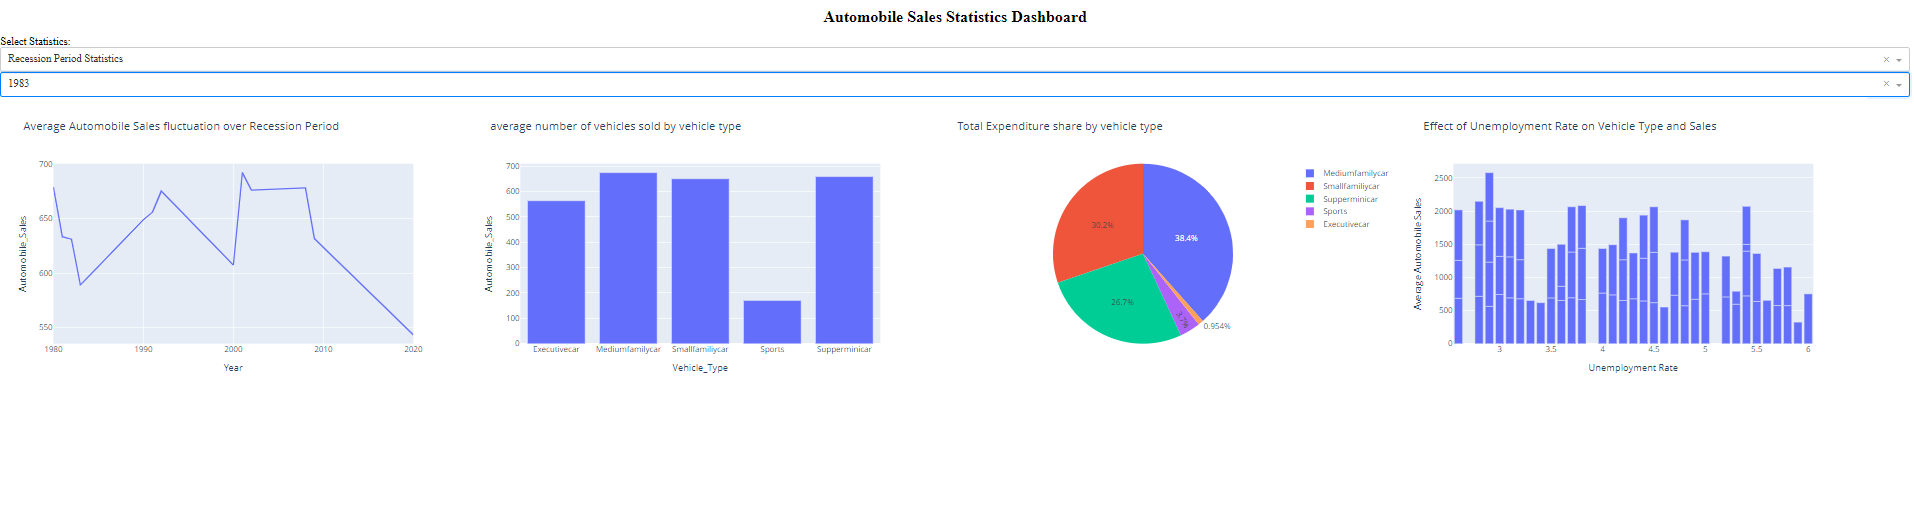 Automobile Sales Statistics Dashboard
Select Statistics:
Recession Period Statistics
×
1983
×
Average Automobile Sales fluctuation over Recession Period
700
650
600
550
Automobile_Sales
1980 1990 2000 2010 2020
Year
average number of vehicles sold by vehicle type
700
600
500
400
300
200
100
0
Automobile_Sales
Executivecar Mediumfamilycar Smallfamiliycar Sports Supperminicar
Vehicle_Type
Total Expenditure share by vehicle type
38.4%
30.2%
26.7%
3.7%
0.954%
Mediumfamilycar
Smallfamiliycar
Supperminicar
Sports
Executivecar
Effect of Unemployment Rate on Vehicle Type and Sales
2500
2000
1500
1000
500
0
Average Automobile Sales
3 3.5 4 4.5 5 5.5 6
Unemployment Rate